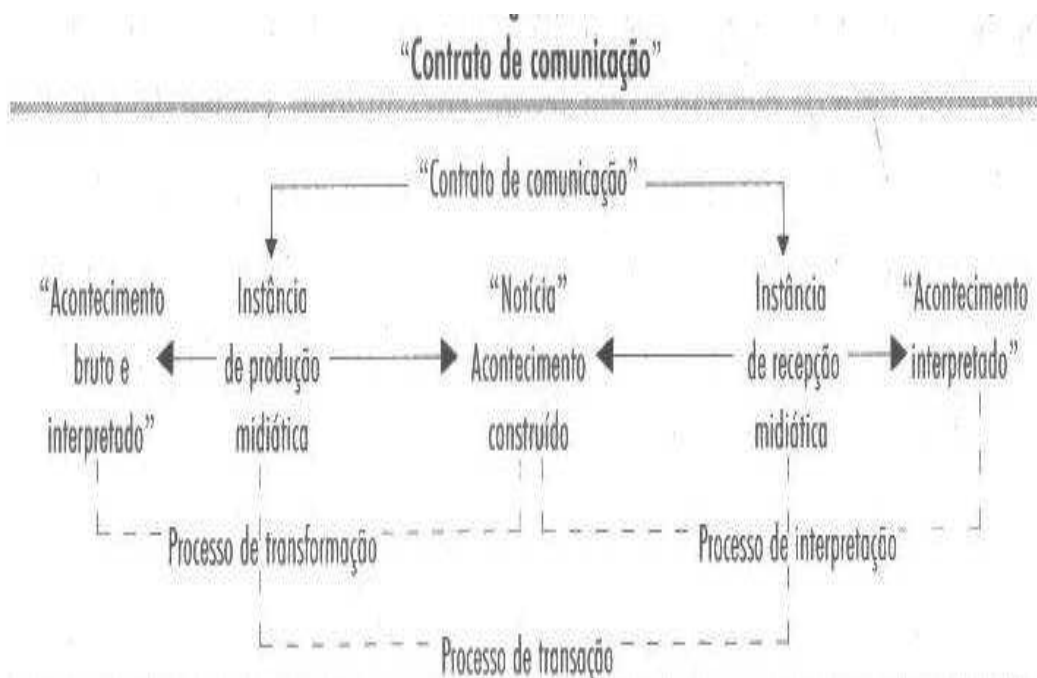 “Contrato de comunicação”
“Contrato de comunicação”
“Acontecimento
bruto e
interpretado”
Instância
de produção
midiática
“Notícia”
Acontecimento
construído
Instância
de recepção
midiática
“Acontecimento
interpretado”
Processo de transformação
Processo de interpretação
Processo de transação